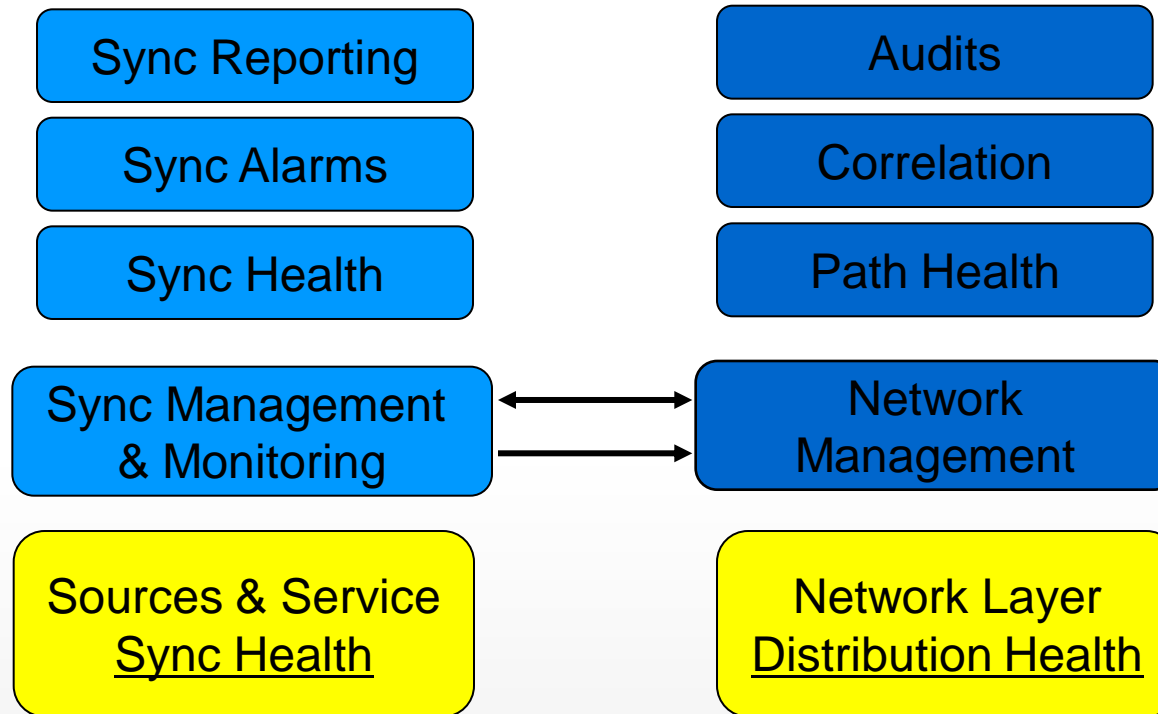 Sync Reporting
Audits
Sync Alarms
Correlation
Sync Health
Path Health
Sync Management
& Monitoring
Network
Management
Sources & Service
Sync Health
Network Layer
Distribution Health